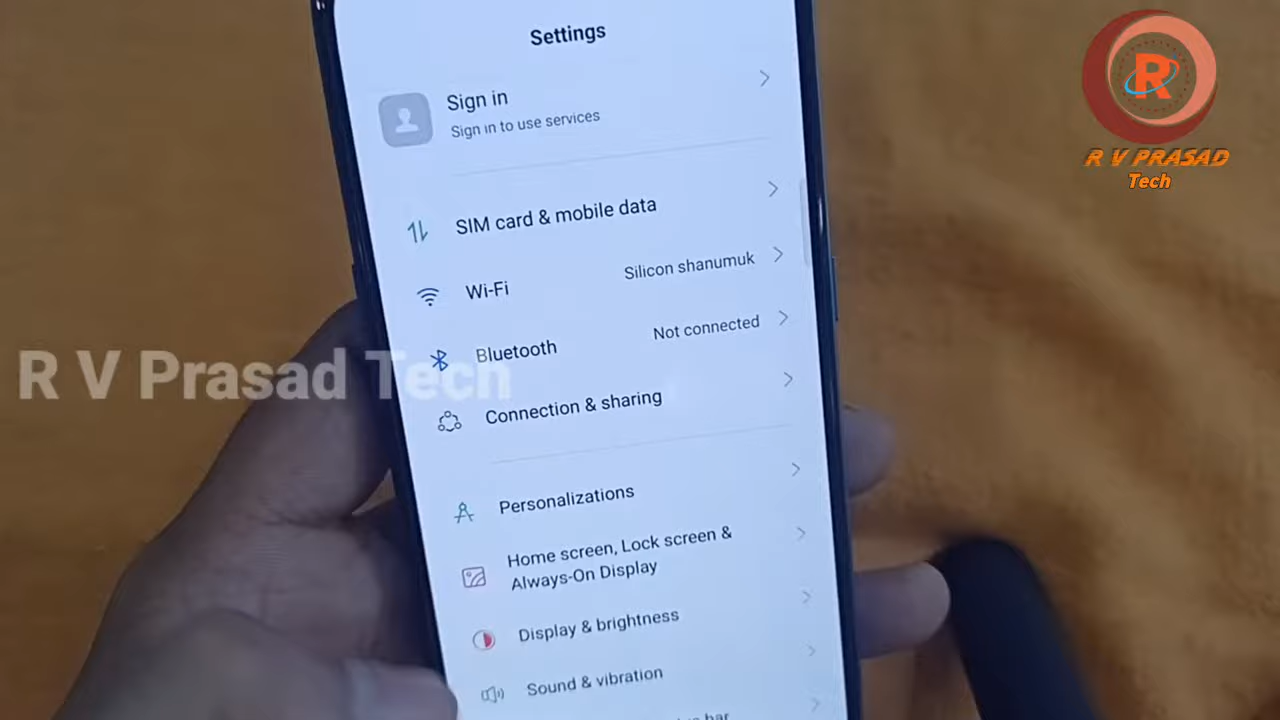 Settings
Sign in
Sign in to use services
SIM card & mobile data
Wi-Fi
Silicon shanumuk
Bluetooth
Not connected
Connection & sharing
Personalizations
Home screen, Lock screen &
Always-On Display
Display & brightness
Sound & vibration
bar
R V PRASAD
Tech
R
R V Prasad Tech